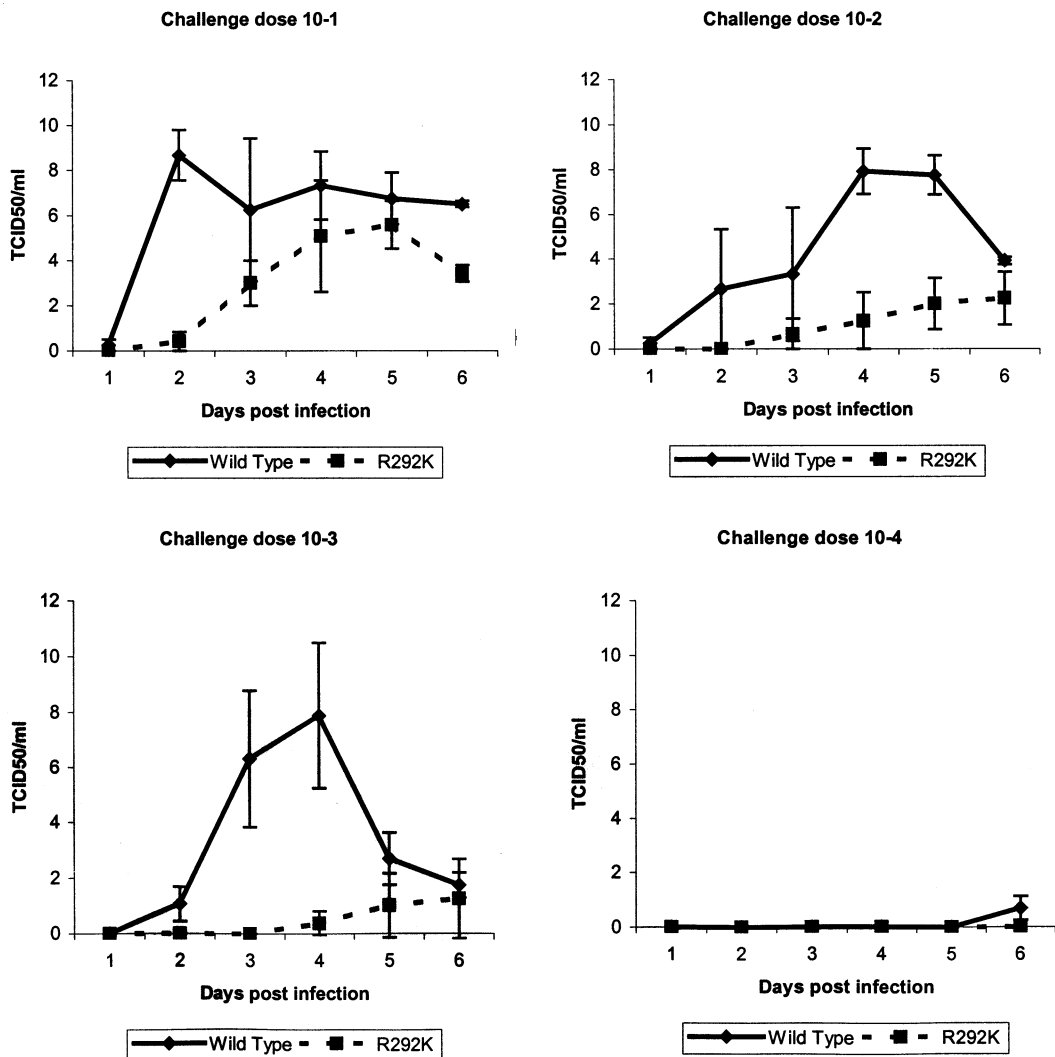 Challenge dose 10-1
12
10
8
6
4
2
0
TCID50/ml
1 2 3 4 5 6
Days post infection
Wild Type R292K
Challenge dose 10-2
12
10
8
6
4
2
0
TCID50/ml
1 2 3 4 5 6
Days post infection
Wild Type R292K
Challenge dose 10-3
12
10
8
6
4
2
0
TCID50/ml
1 2 3 4 5 6
Days post infection
Wild Type R292K
Challenge dose 10-4
12
10
8
6
4
2
0
TCID50/ml
1 2 3 4 5 6
Days post infection
Wild Type R292K